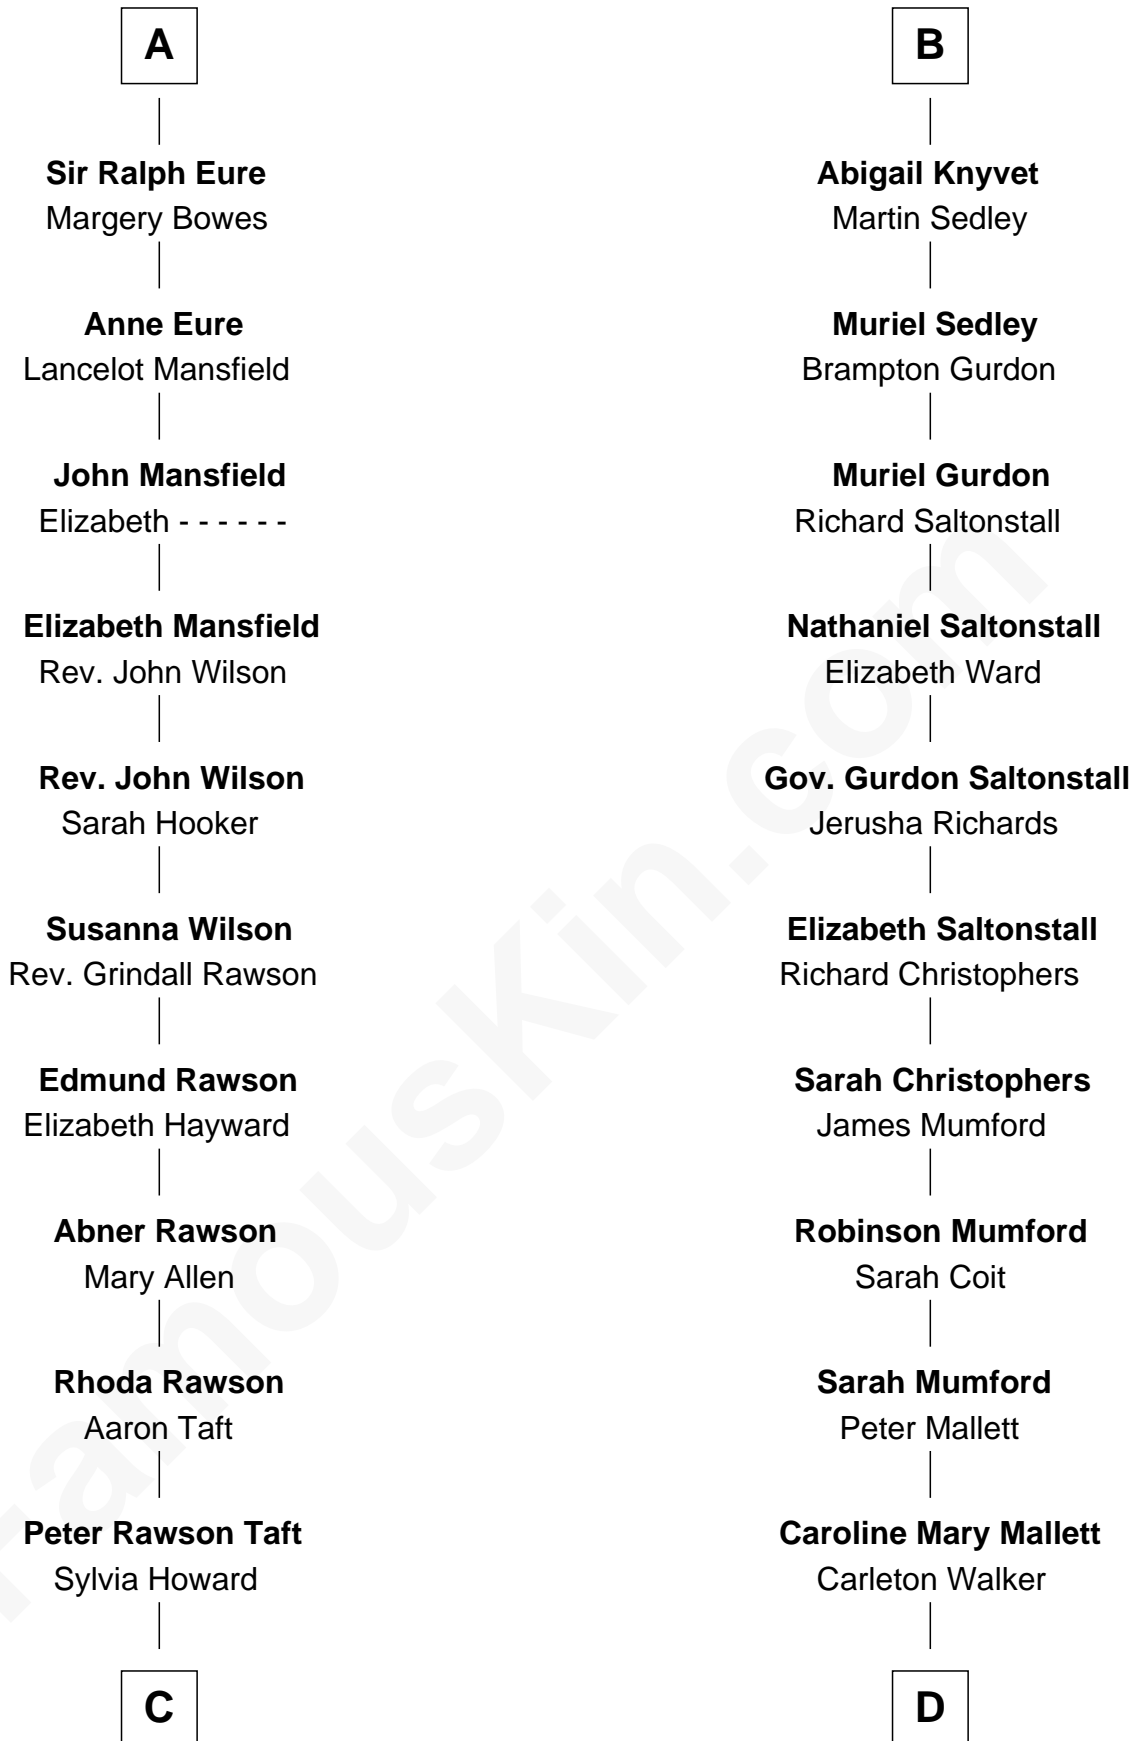 A
Sir Ralph Eure
Margery Bowes
Anne Eure
Lancelot Mansfield
John Mansfield
Elizabeth - - - - - -
Elizabeth Mansfield
Rev. John Wilson
Rev. John Wilson
Sarah Hooker
Susanna Wilson
Rev. Grindall Rawson
Edmund Rawson
Elizabeth Hayward
Abner Rawson
Mary Allen
Rhoda Rawson
Aaron Taft
Peter Rawson Taft
Sylvia Howard
C
B
Abigail Knyvet
Martin Sedley
Muriel Sedley
Brampton Gurdon
Muriel Gurdon
Richard Saltonstall
Nathaniel Saltonstall
Elizabeth Ward
Gov. Gurdon Saltonstall
Jerusha Richards
Elizabeth Saltonstall
Richard Christophers
Sarah Christophers
James Mumford
Robinson Mumford
Sarah Coit
Sarah Mumford
Peter Mallett
Caroline Mary Mallett
Carleton Walker
D
FamousKin.com